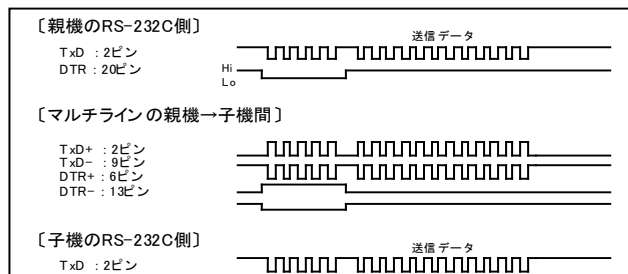 〔親機のRS-232C側〕
送信データ
TxD : 2ピン
DTR : 20ピン
Hi
Lo
〔マルチラインの親機→子機間〕
TxD+ : 2ピン
TxD- : 9ピン
DTR+ : 6ピン
DTR- : 13ピン
〔子機のRS-232C側〕
送信データ
TxD : 2ピン